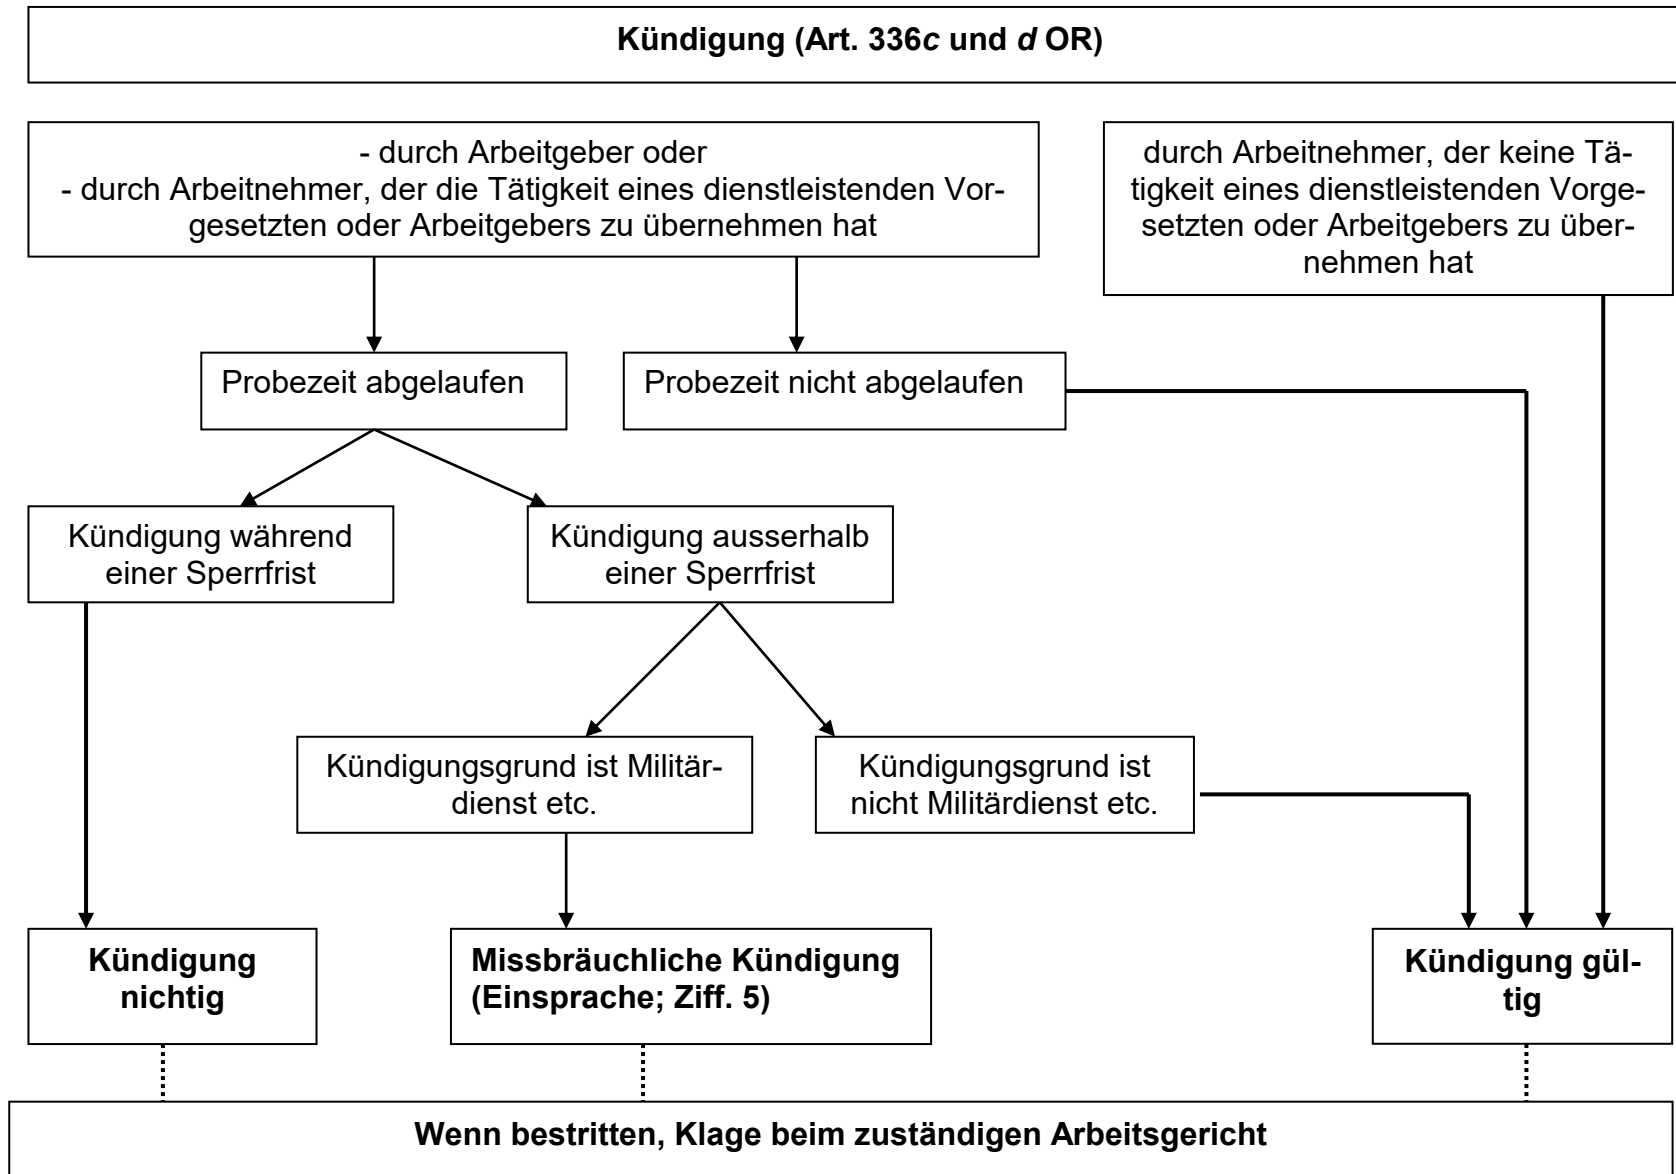 Kündigung (Art. 336c und d OR)
- durch Arbeitgeber oder
- durch Arbeitnehmer, der die Tätigkeit eines dienstleistenden Vor-
gesetzten oder Arbeitgebers zu übernehmen hat
durch Arbeitnehmer, der keine Tä-
tigkeit eines dienstleistenden Vorge-
setzten oder Arbeitgebers zu über-
nehmen hat
Probezeit abgelaufen
Probezeit nicht abgelaufen
Kündigung während
einer Sperrfrist
Kündigung ausserhalb
einer Sperrfrist
Kündigungsgrund ist Militär-
dienst etc.
Kündigungsgrund ist
nicht Militärdienst etc.
Kündigung
nichtig
Missbräuchliche Kündigung
(Einsprache; Ziff. 5)
Kündigung gül-
tig
Wenn bestritten, Klage beim zuständigen Arbeitsgericht